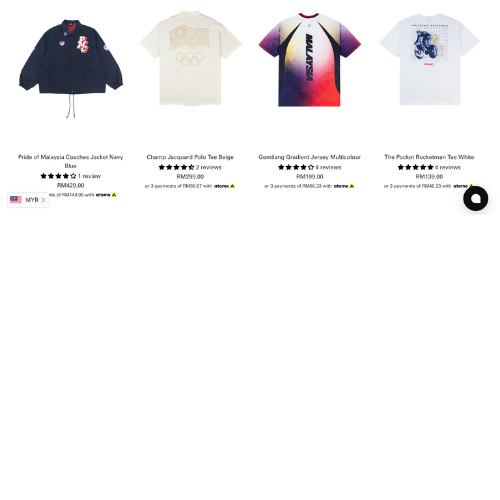 MALAYSIA
Pride of Malaysia Coaches Jacket Navy
Blue
1 review
RM429.00
nts of RM143.00 with atome
Champ Jacquard Polo Tee Beige
2 reviews
RM299.00
or 3 payments of RM99.67 with atome
Gemilang Gradient Jersey Multicolour
4 reviews
RM199.00
or 3 payments of RM66.33 with atome
The Pocket Rocketman Tee White
4 reviews
RM139.00
or 3 payments of RM46.33 with atome
MYR